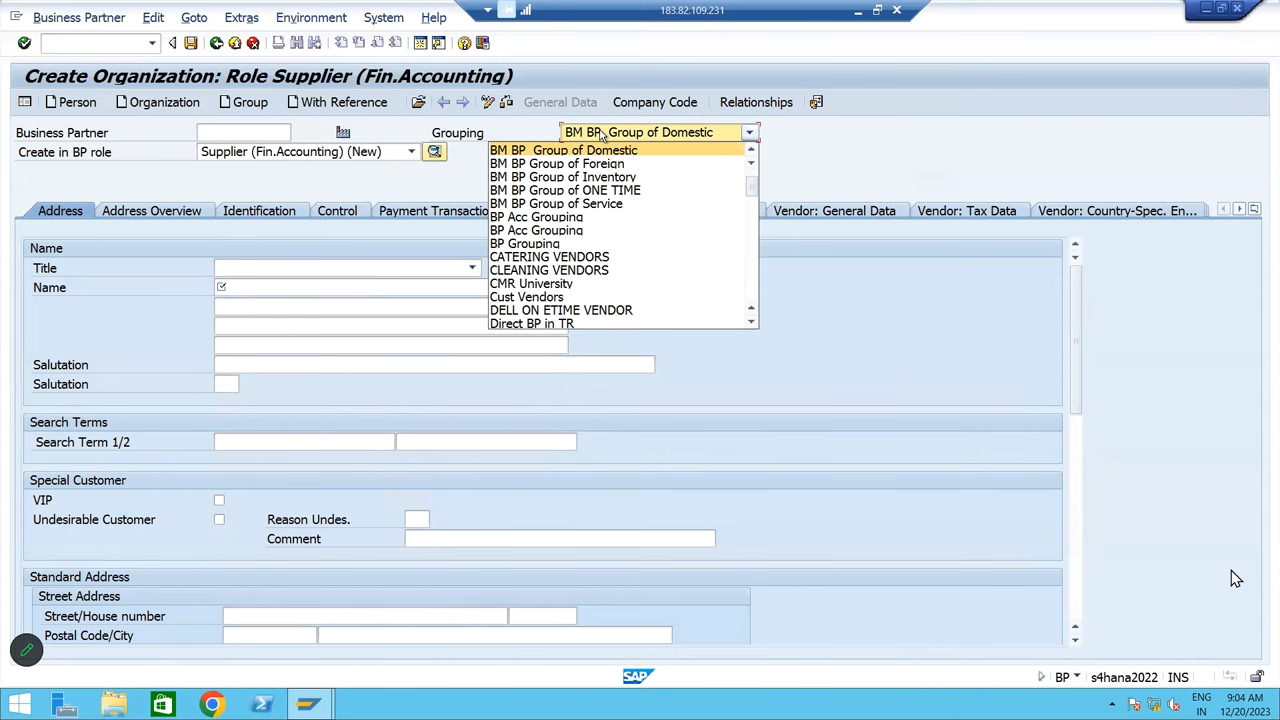 183.82.109.231
Business Partner Edit Goto Extras Environment System Help
Create Organization: Role Supplier (Fin.Accounting)
Person Organization Group With Reference General Data Company Code Relationships
Business Partner Grouping BM BP Group of Domestic
Create in BP role Supplier (Fin.Accounting) (New)
BM BP Group of Domestic
BM BP Group of Foreign
BM BP Group of Inventory
BM BP Group of ONE TIME
BM BP Group of Service
BP Acc Grouping
BP Acc Grouping
BP Grouping
CATERING VENDORS
CLEANING VENDORS
CMR University
Cust Vendors
DELL ON ETIME VENDOR
Direct BP in TR
Address Address Overview Identification Control Payment Transactio Vendor: General Data Vendor: Tax Data Vendor: Country-Spec. En...
Name
Title
Name
Salutation
Salutation
Search Terms
Search Term 1/2
Special Customer
VIP
Undesirable Customer Reason Undes.
Comment
Standard Address
Street Address
Street/House number
Postal Code/City
SAP BP s4hana2022 INS
ENG 9:04 AM
IN 12/20/2023